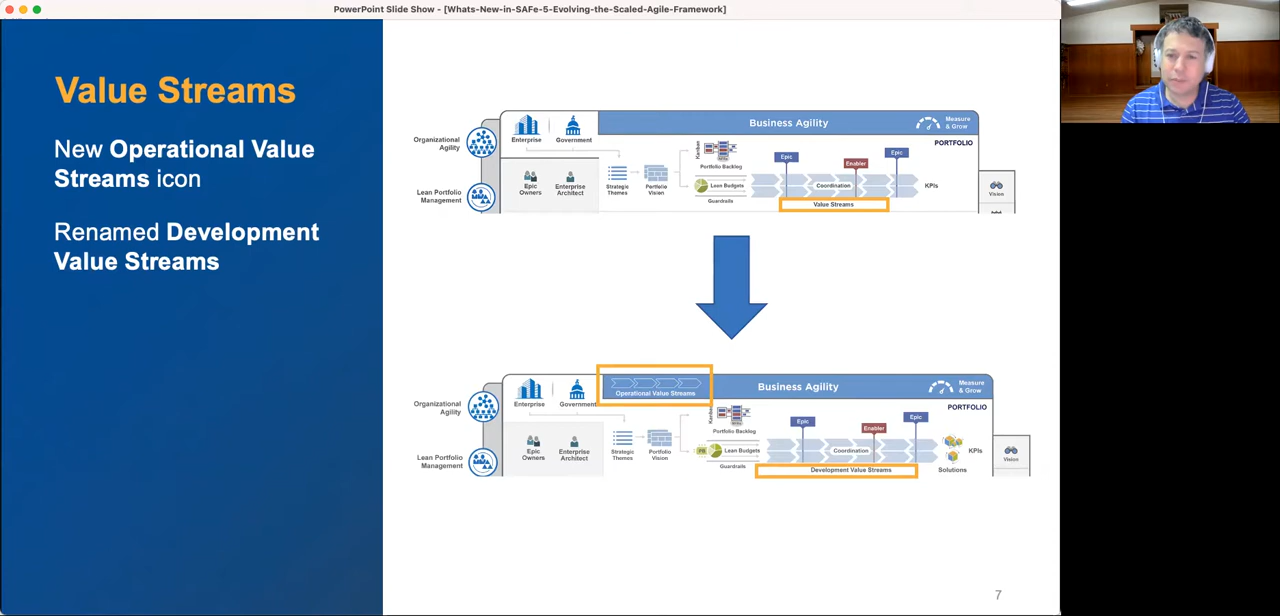 PowerPoint Slide Show - [Whats-New-in-SAFe-5-Evolving-the-Scaled-Agile-Framework]
Value Streams
New Operational Value
Streams icon
Renamed Development
Value Streams
Organizational
Agility
Lean Portfolio
Management
Enterprise
Government
Business Agility
Measure
& Grow
PORTFOLIO
Epic
Owners
Enterprise
Architect
Strategic
Themes
Portfolio
Vision
Kanban
Portfolio Backlog
Lean Budgets
Guardrails
Epic
Enabler
Epic
Coordination
KPIs
Value Streams
Vision
Organizational
Agility
Lean Portfolio
Management
Enterprise
Government
Operational Value Streams
Business Agility
Measure
& Grow
PORTFOLIO
Epic
Owners
Enterprise
Architect
Strategic
Themes
Portfolio
Vision
Kanban
Portfolio Backlog
PB
Lean Budgets
Guardrails
Epic
Enabler
Epic
Coordination
KPIs
Development Value Streams
Solutions
Vision
7